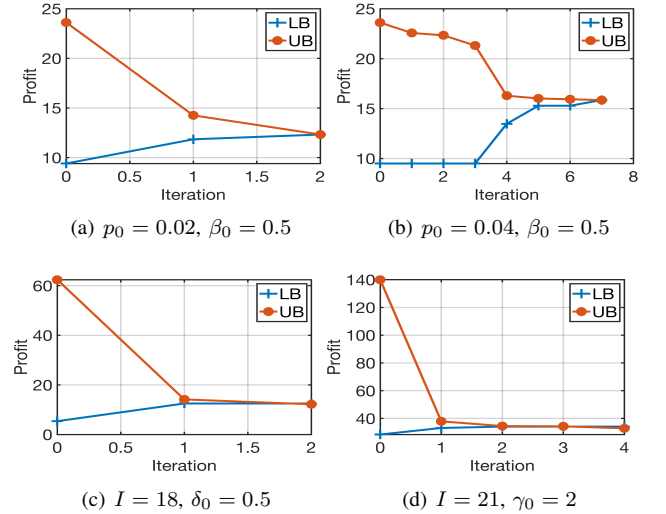 25
20
15
10
Profit
LB
UB
0
0.5
1
1.5
2
Iteration
(a) p₀ = 0.02, β₀ = 0.5
25
20
15
10
Profit
LB
UB
0
2
4
6
8
Iteration
(b) p₀ = 0.04, β₀ = 0.5
60
40
20
0
Profit
LB
UB
0
0.5
1
1.5
2
Iteration
(c) I = 18, δ₀ = 0.5
140
120
100
80
60
40
Profit
LB
UB
0
1
2
3
4
Iteration
(d) I = 21, γ₀ = 2